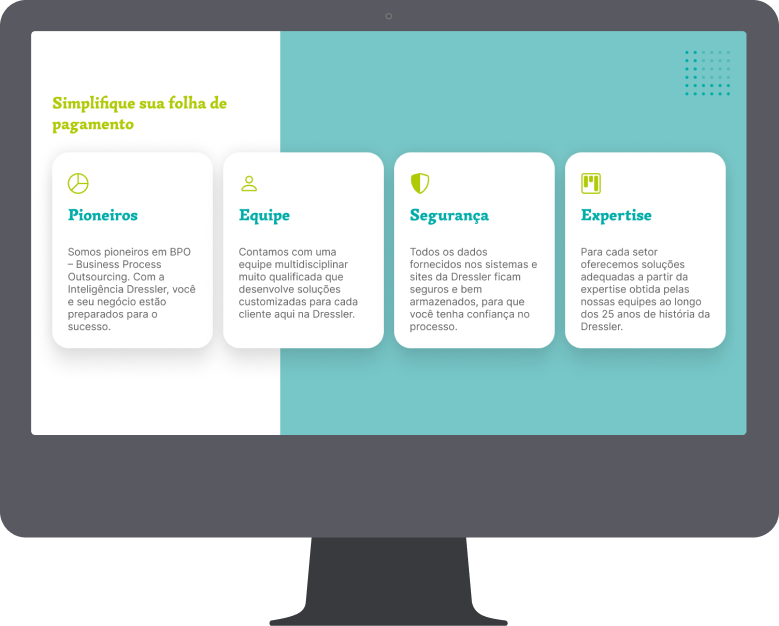 Simplifique sua folha de
pagamento
Pioneiros
Somos pioneiros em BPO
– Business Process
Outsourcing. Com a
Inteligência Dressler, você
e seu negócio estão
preparados para o
sucesso.
Equipe
Contamos com uma
equipe multidisciplinar
muito qualificada que
desenvolve soluções
customizadas para cada
cliente aqui na Dressler.
Segurança
Todos os dados
fornecidos nos sistemas e
sites da Dressler ficam
seguros e bem
armazenados, para que
você tenha confiança no
processo.
Expertise
Para cada setor
oferecemos soluções
adequadas a partir da
expertise obtida pelas
nossas equipes ao longo
dos 25 anos de história da
Dressler.